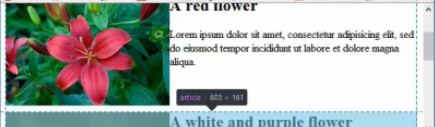 A red flower
Lorem ipsum dolor sit amet, consectetur adipisicing elit, sed
do eiusmod tempor incididunt ut labore et dolore magna
aliqua.
article | 603 × 161
A white and purple flower